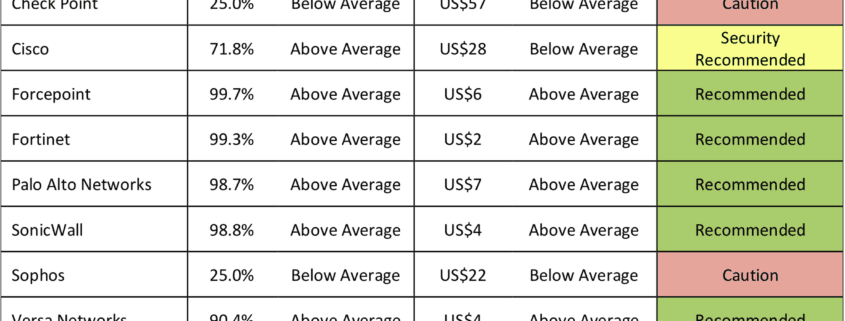 Check Point 25.0% Below Average US$57 Below Average Caution
Cisco 71.8% Above Average US$28 Below Average Security
Recommended
Forcepoint 99.7% Above Average US$6 Above Average Recommended
Fortinet 99.3% Above Average US$2 Above Average Recommended
Palo Alto Networks 98.7% Above Average US$7 Above Average Recommended
SonicWall 98.8% Above Average US$4 Above Average Recommended
Sophos 25.0% Below Average US$22 Below Average Caution
Versa Networks 90.4% Above Average US$4 Above Average Recommended